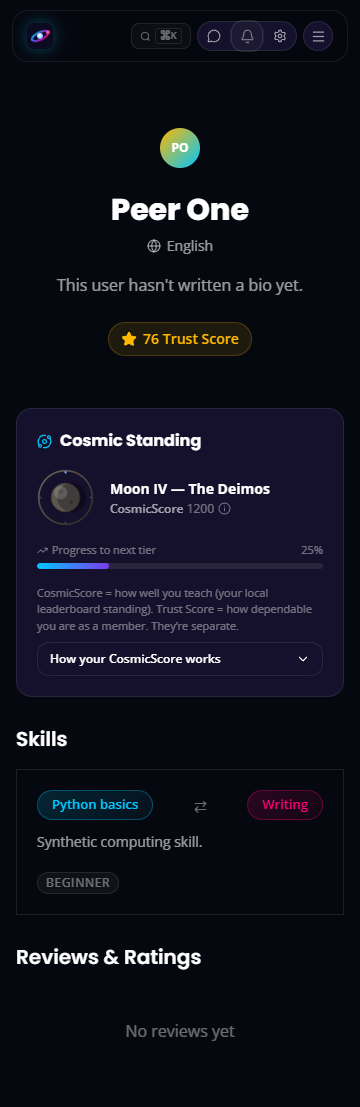 ⌘K
PO
Peer One
English
This user hasn't written a bio yet.
76 Trust Score
Cosmic Standing
Moon IV — The Deimos
CosmicScore 1200
Progress to next tier 25%
CosmicScore = how well you teach (your local
leaderboard standing). Trust Score = how dependable
you are as a member. They're separate.
How your CosmicScore works
Skills
Python basics Writing
Synthetic computing skill.
BEGINNER
Reviews & Ratings
No reviews yet